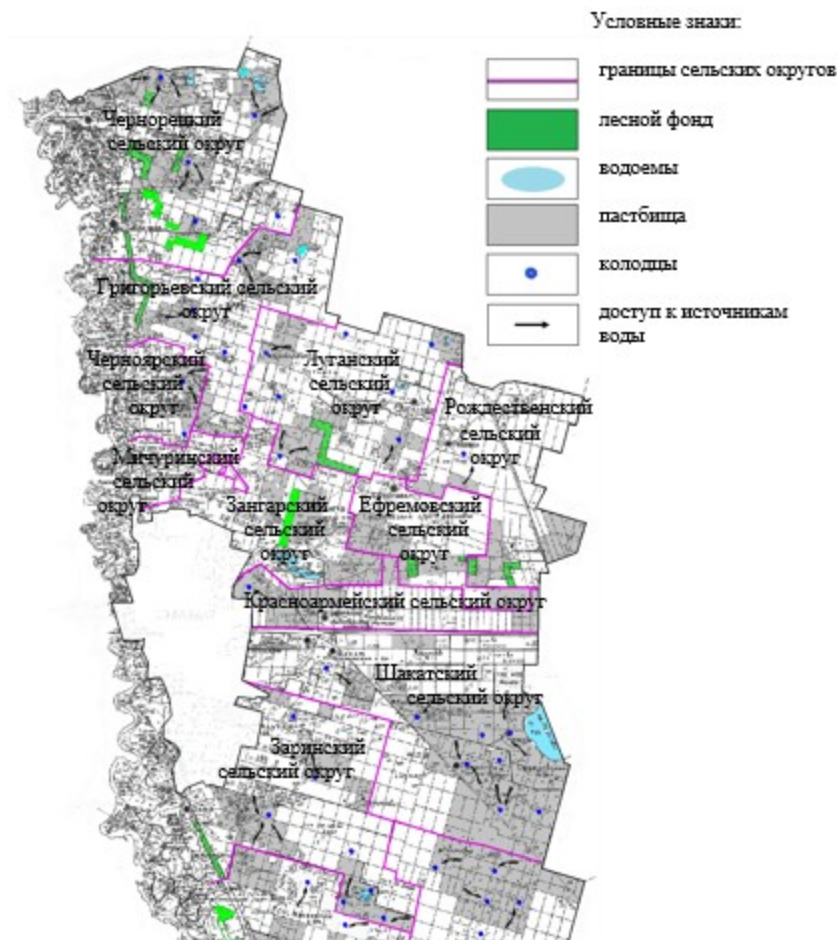 Условные знаки:
границы сельских округов
лесной фонд
водоемы
пастбища
колодцы
доступ к источникам
воды
Чернорецкий
сельский округ
Григорьевский сельский
округ
Черноярский
сельский
округ
Луганский
сельский
округ
Рождественский
сельский
округ
Мичуринский
сельский
округ
Зангарский
сельский
округ
Ефремовский
сельский
округ
Красноармейский сельский округ
Шакатский
сельский округ
Заринский
сельский округ